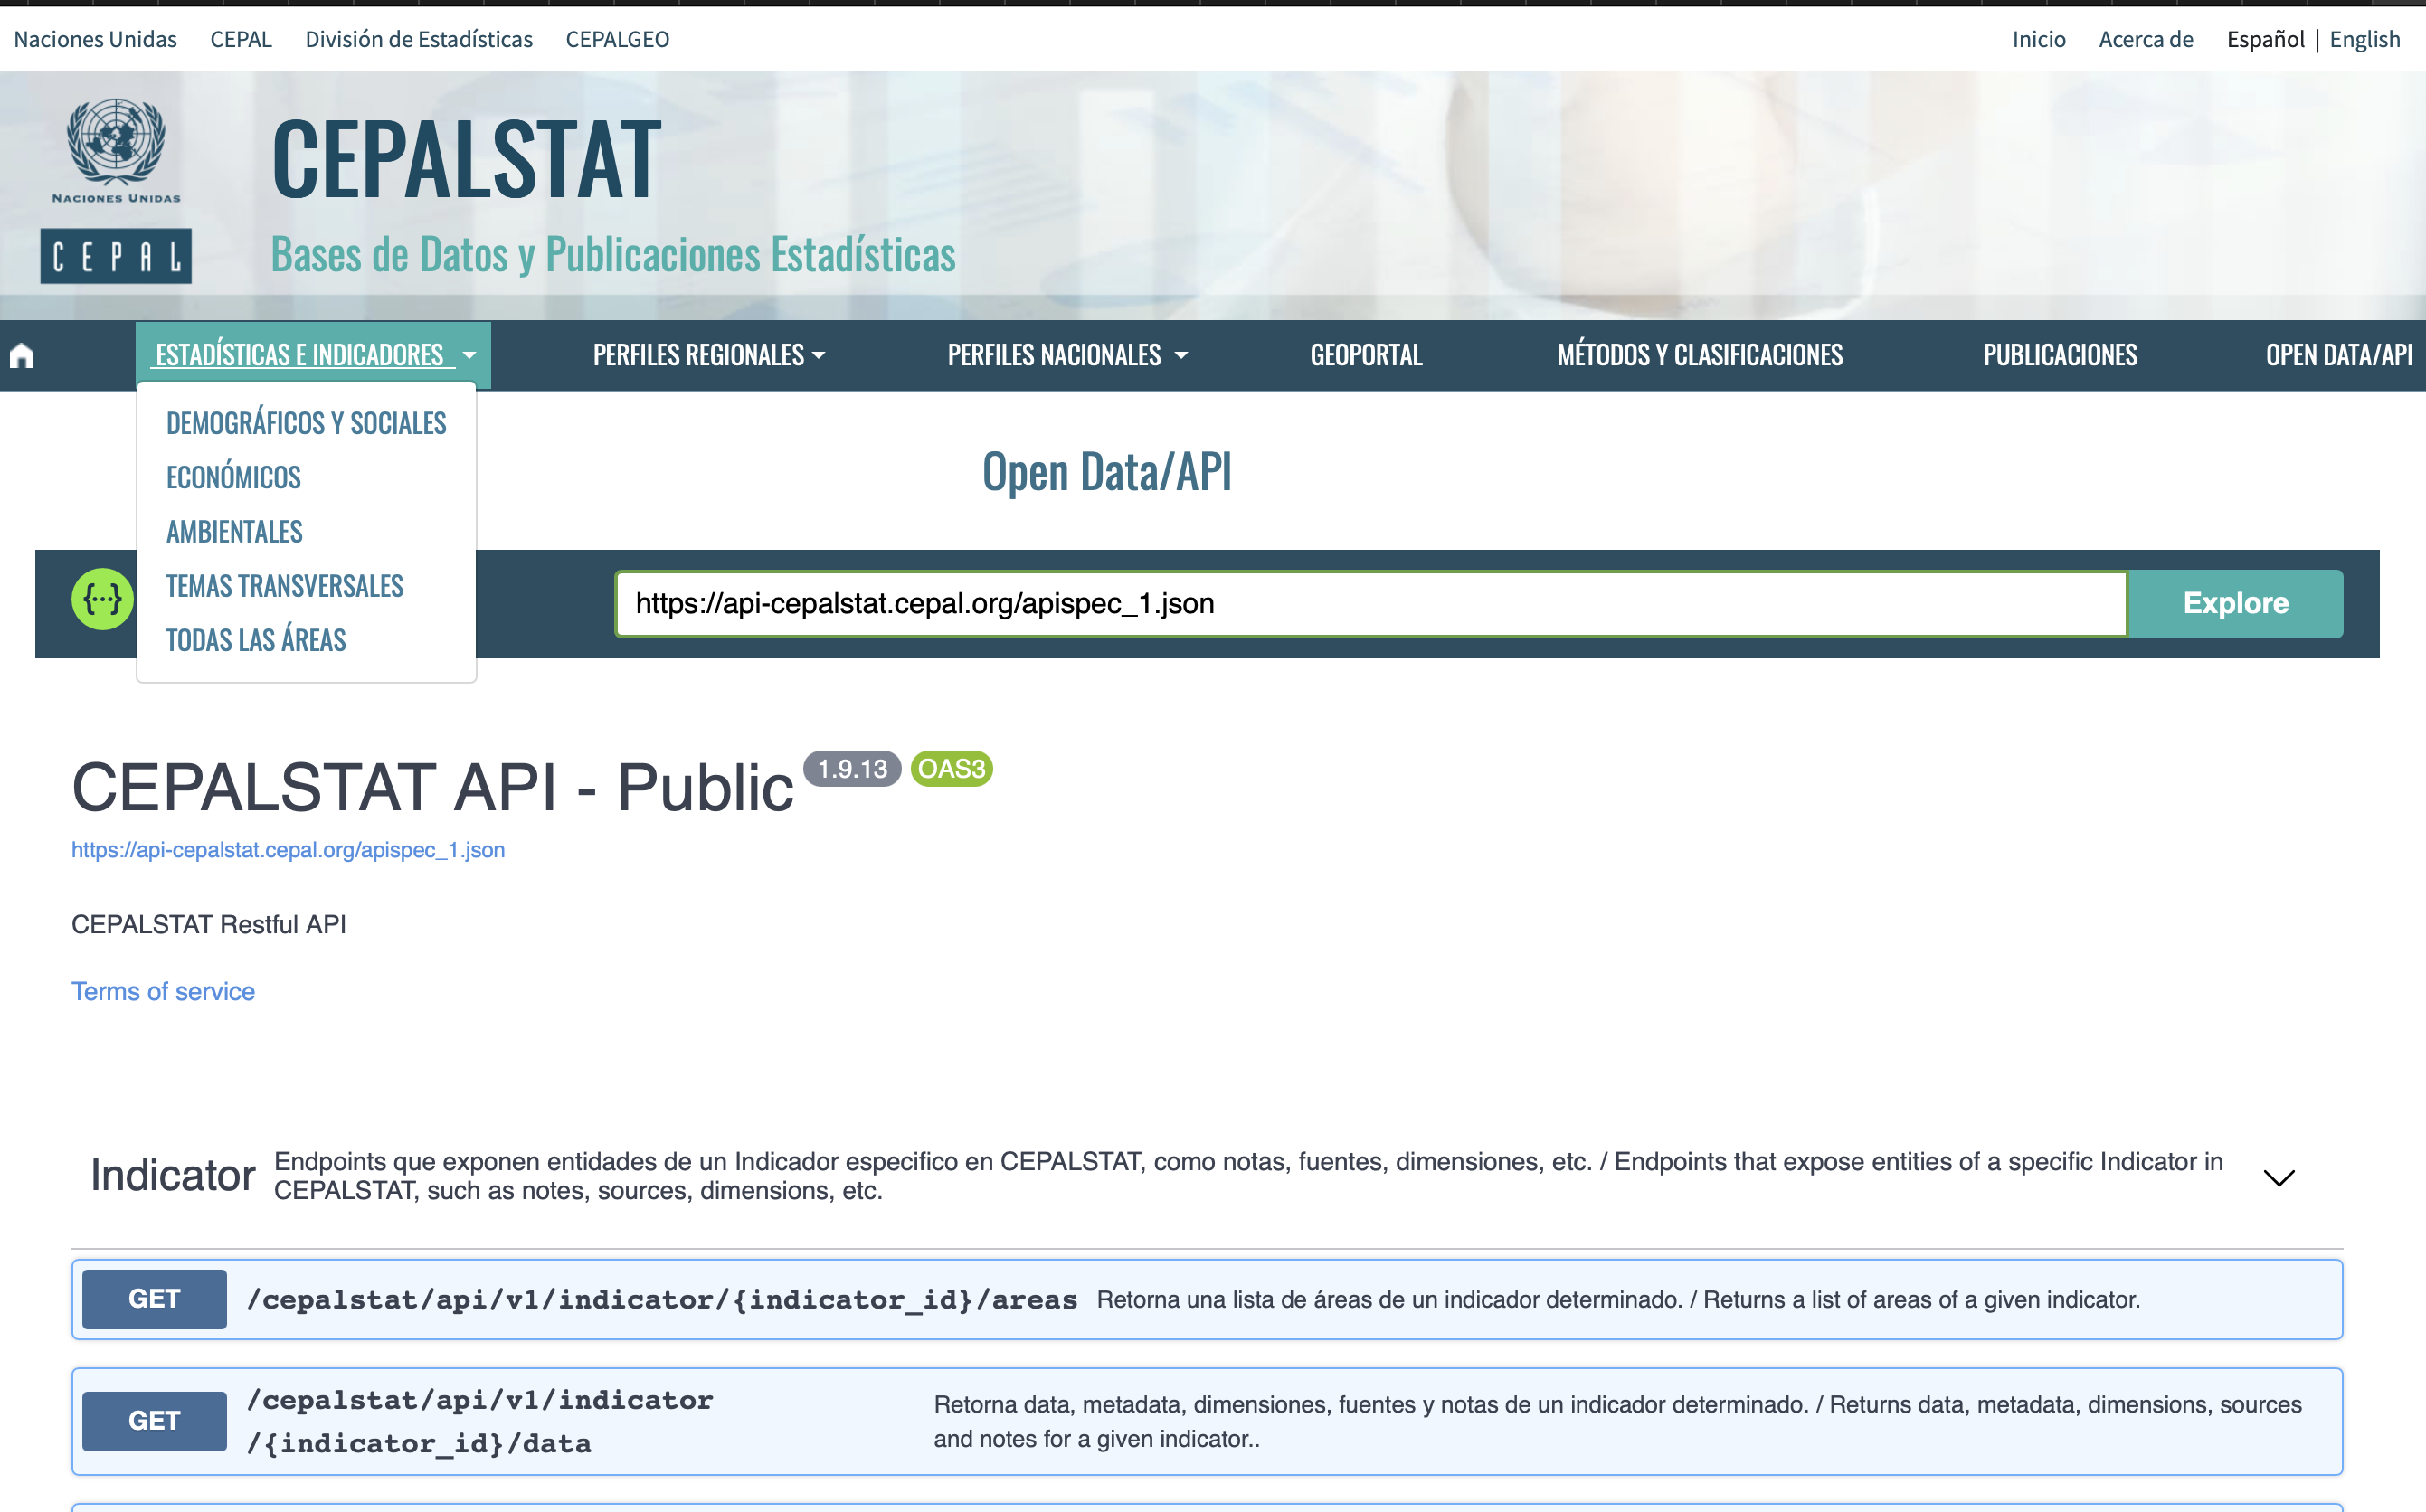 Naciones Unidas CEPAL División de Estadísticas CEPALGEO Inicio Acerca de Español | English
NACIONES UNIDAS
CEPAL
CEPALSTAT
Bases de Datos y Publicaciones Estadísticas
ESTADÍSTICAS E INDICADORES PERFILES REGIONALES PERFILES NACIONALES GEOPORTAL MÉTODOS Y CLASIFICACIONES PUBLICACIONES OPEN DATA/API
DEMOGRÁFICOS Y SOCIALES
ECONÓMICOS
AMBIENTALES
TEMAS TRANSVERSALES
TODAS LAS ÁREAS
Open Data/API
{···}
https://api-cepalstat.cepal.org/apispec_1.json Explore
CEPALSTAT API - Public 1.9.13 OAS3
https://api-cepalstat.cepal.org/apispec_1.json
CEPALSTAT Restful API
Terms of service
Indicator Endpoints que exponen entidades de un Indicador especifico en CEPALSTAT, como notas, fuentes, dimensiones, etc. / Endpoints that expose entities of a specific Indicator in
CEPALSTAT, such as notes, sources, dimensions, etc.
GET /cepalstat/api/v1/indicator/{indicator_id}/areas Retorna una lista de áreas de un indicador determinado. / Returns a list of areas of a given indicator.
GET /cepalstat/api/v1/indicator
/{indicator_id}/data
Retorna data, metadata, dimensiones, fuentes y notas de un indicador determinado. / Returns data, metadata, dimensions, sources
and notes for a given indicator..